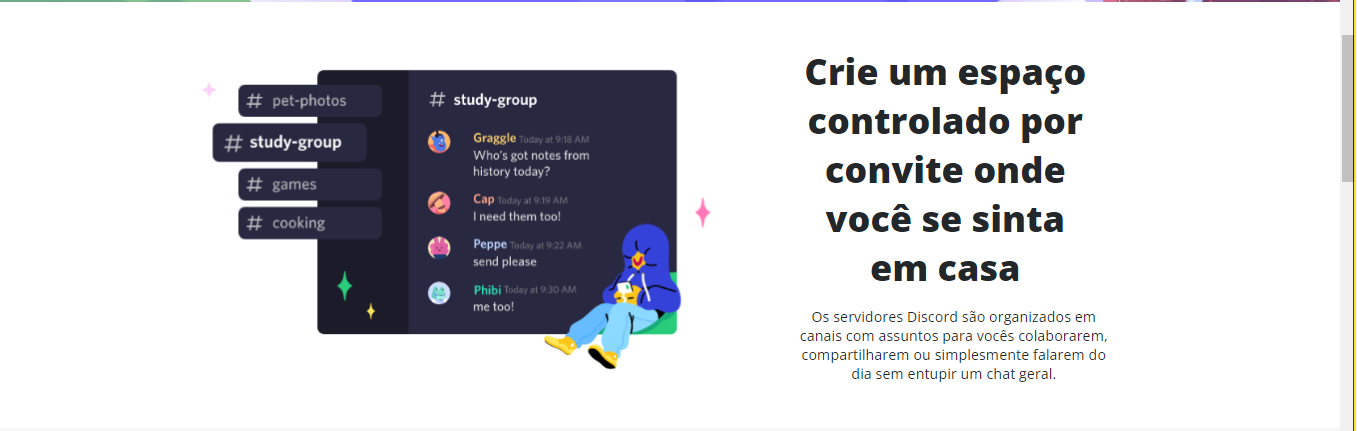 # pet-photos
# study-group
# games
# cooking
# study-group
Graggle Today at 9:18 AM
Who's got notes from
history today?
Cap Today at 9:19 AM
I need them too!
Peppe Today at 9:22 AM
send please
Phibi Today at 9:30 AM
me too!
Crie um espaço
controlado por
convite onde
você se sinta
em casa
Os servidores Discord são organizados em
canais com assuntos para vocês colaborarem,
compartilharem ou simplesmente falarem do
dia sem entupir um chat geral.